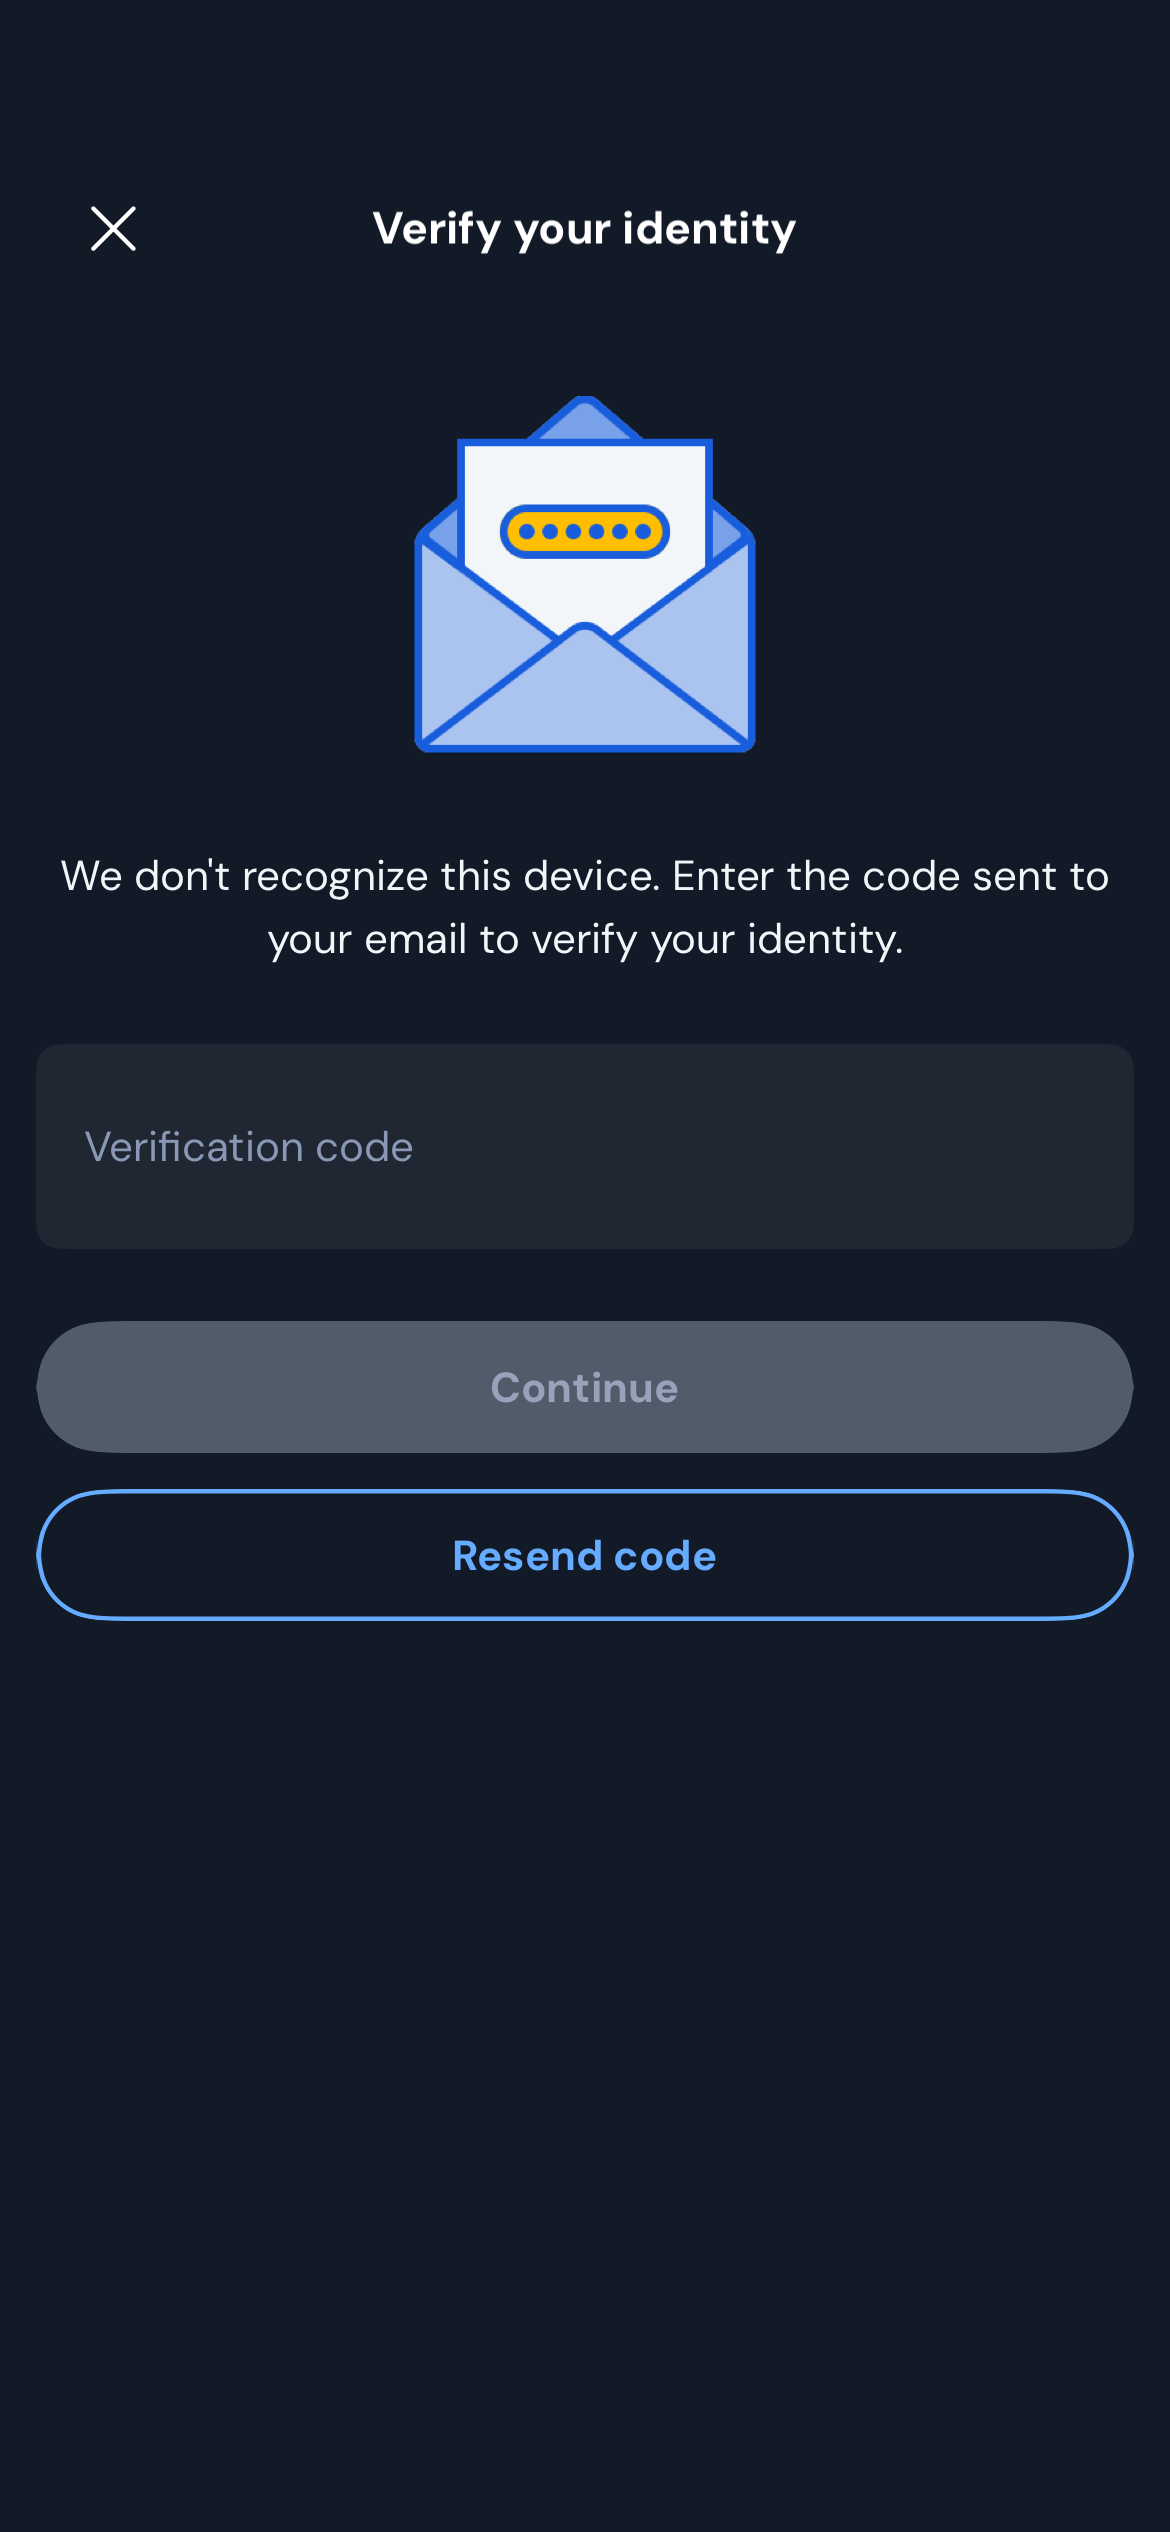 Verify your identity
We don't recognize this device. Enter the code sent to
your email to verify your identity.
Verification code
Continue
Resend code